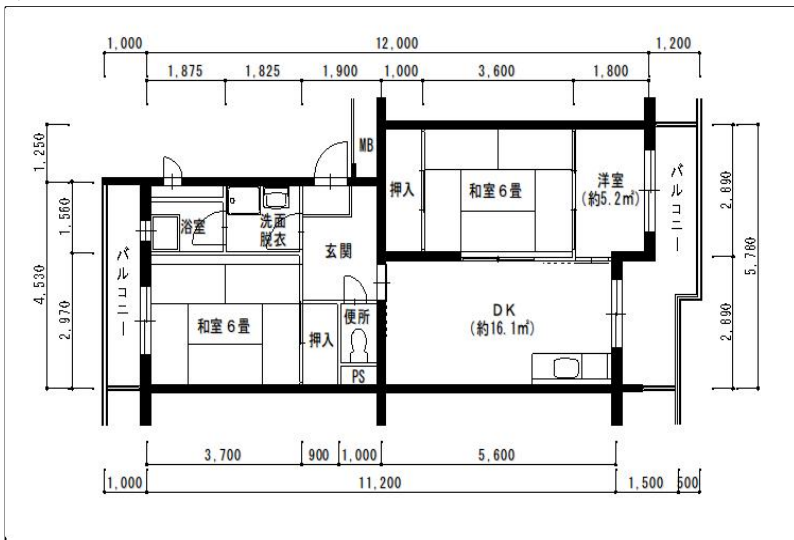 1,000
12,000
1,200
1,875
1,825
1,900
1,000
3,600
1,800
1,250
1,560
4,530
2,970
MB
押入
和室6畳
洋室
(約5.2㎡)
バルコニー
2,890
5,780
2,890
浴室
洗面
脱衣
玄関
バルコニー
和室6畳
押入
便所
PS
DK
(約16.1㎡)
3,700
900
1,000
5,600
1,000
11,200
1,500
500